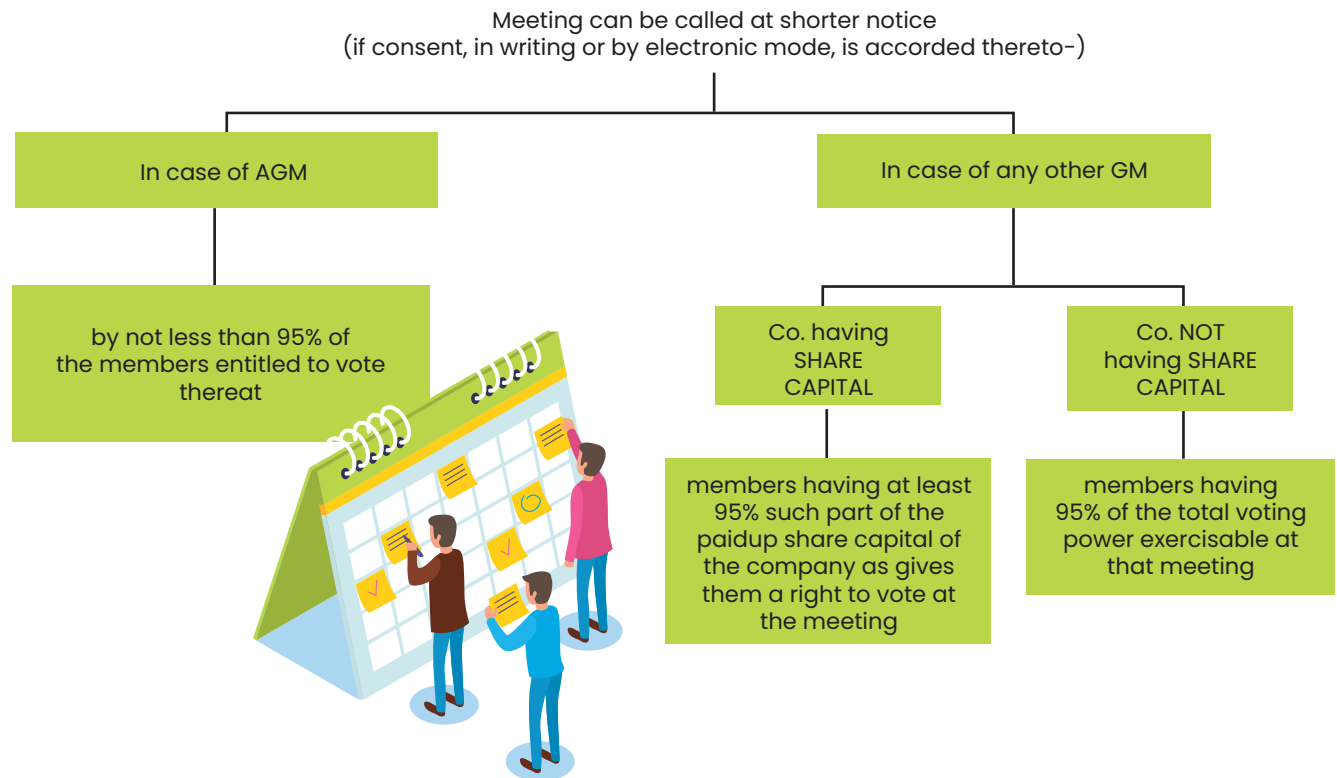 Meeting can be called at shorter notice
(if consent, in writing or by electronic mode, is accorded thereto-)
In case of AGM
In case of any other GM
by not less than 95% of
the members entitled to vote
thereat
Co. having
SHARE
CAPITAL
Co. NOT
having SHARE
CAPITAL
members having at least
95% such part of the
paidup share capital of
the company as gives
them a right to vote at
the meeting
members having
95% of the total voting
power exercisable at
that meeting